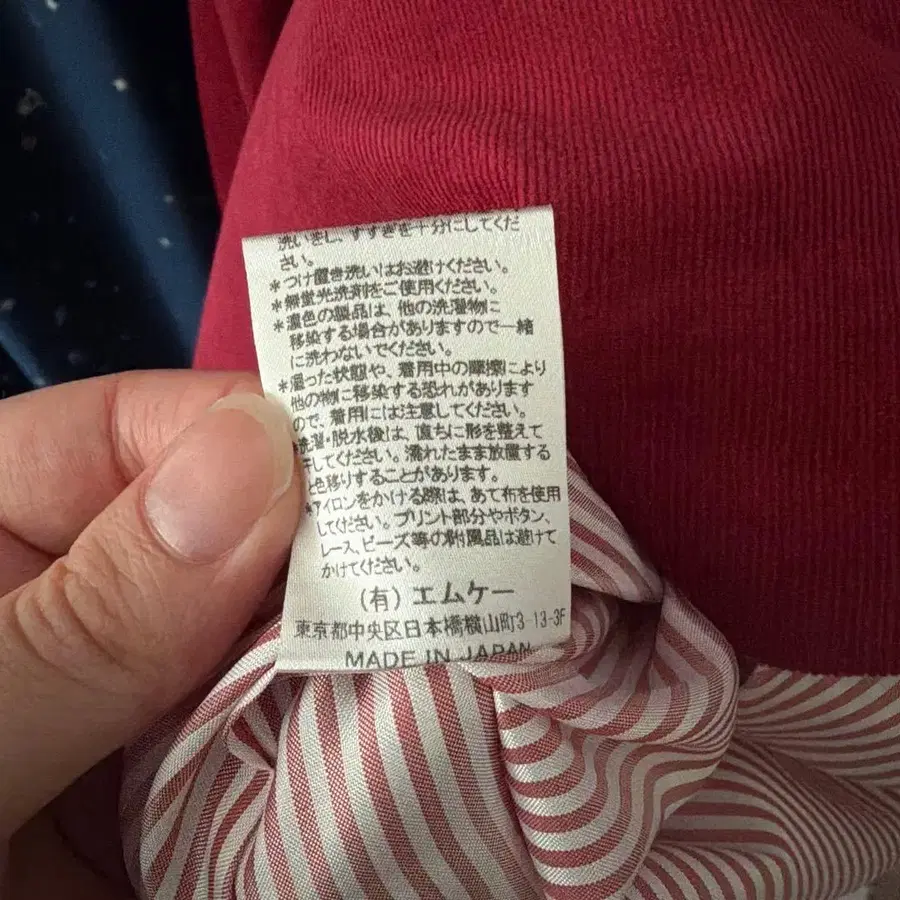 洗いをし、すすぎを十分にしてくだ
さい。
*つけ置き洗いはお避けください。
*無蛍光洗剤をご使用ください。
*濃色の製品は、他の洗濯物に
移染する場合がありますので一緒
に洗わないでください。
*湿った状態や、着用中の摩擦により
他の物に移染する恐れがあります
ので、着用には注意してください。
*洗濯・脱水後は、直ちに形を整えて
干してください。濡れたまま放置する
と色移りすることがあります。
*アイロンをかける際は、あて布を使用
してください。プリント部分やボタン、
レース、ビーズ等の附属品は避けて
かけてください。
(有)エムケー
東京都中央区日本橋横山町3-13-3F
MADE IN JAPAN